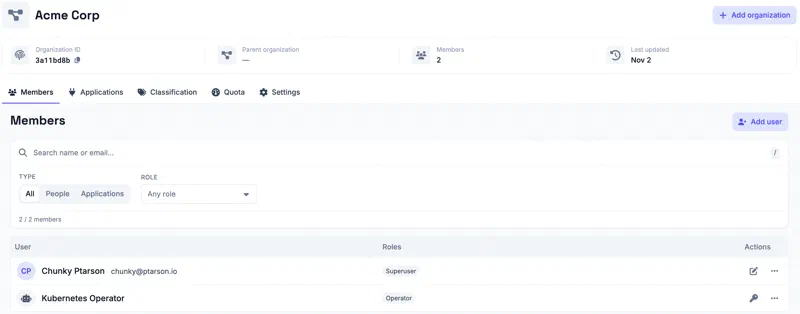 Acme Corp
Add organization
Organization ID
3a11bd8b
Parent organization
—
Members
2
Last updated
Nov 2
Members Applications Classification Quota Settings
Members
Add user
Search name or email...
/
TYPE ROLE
All People Applications Any role
2 / 2 members
User Roles Actions
CP Chunky Ptarson chunky@ptarson.io Superuser
Kubernetes Operator Operator